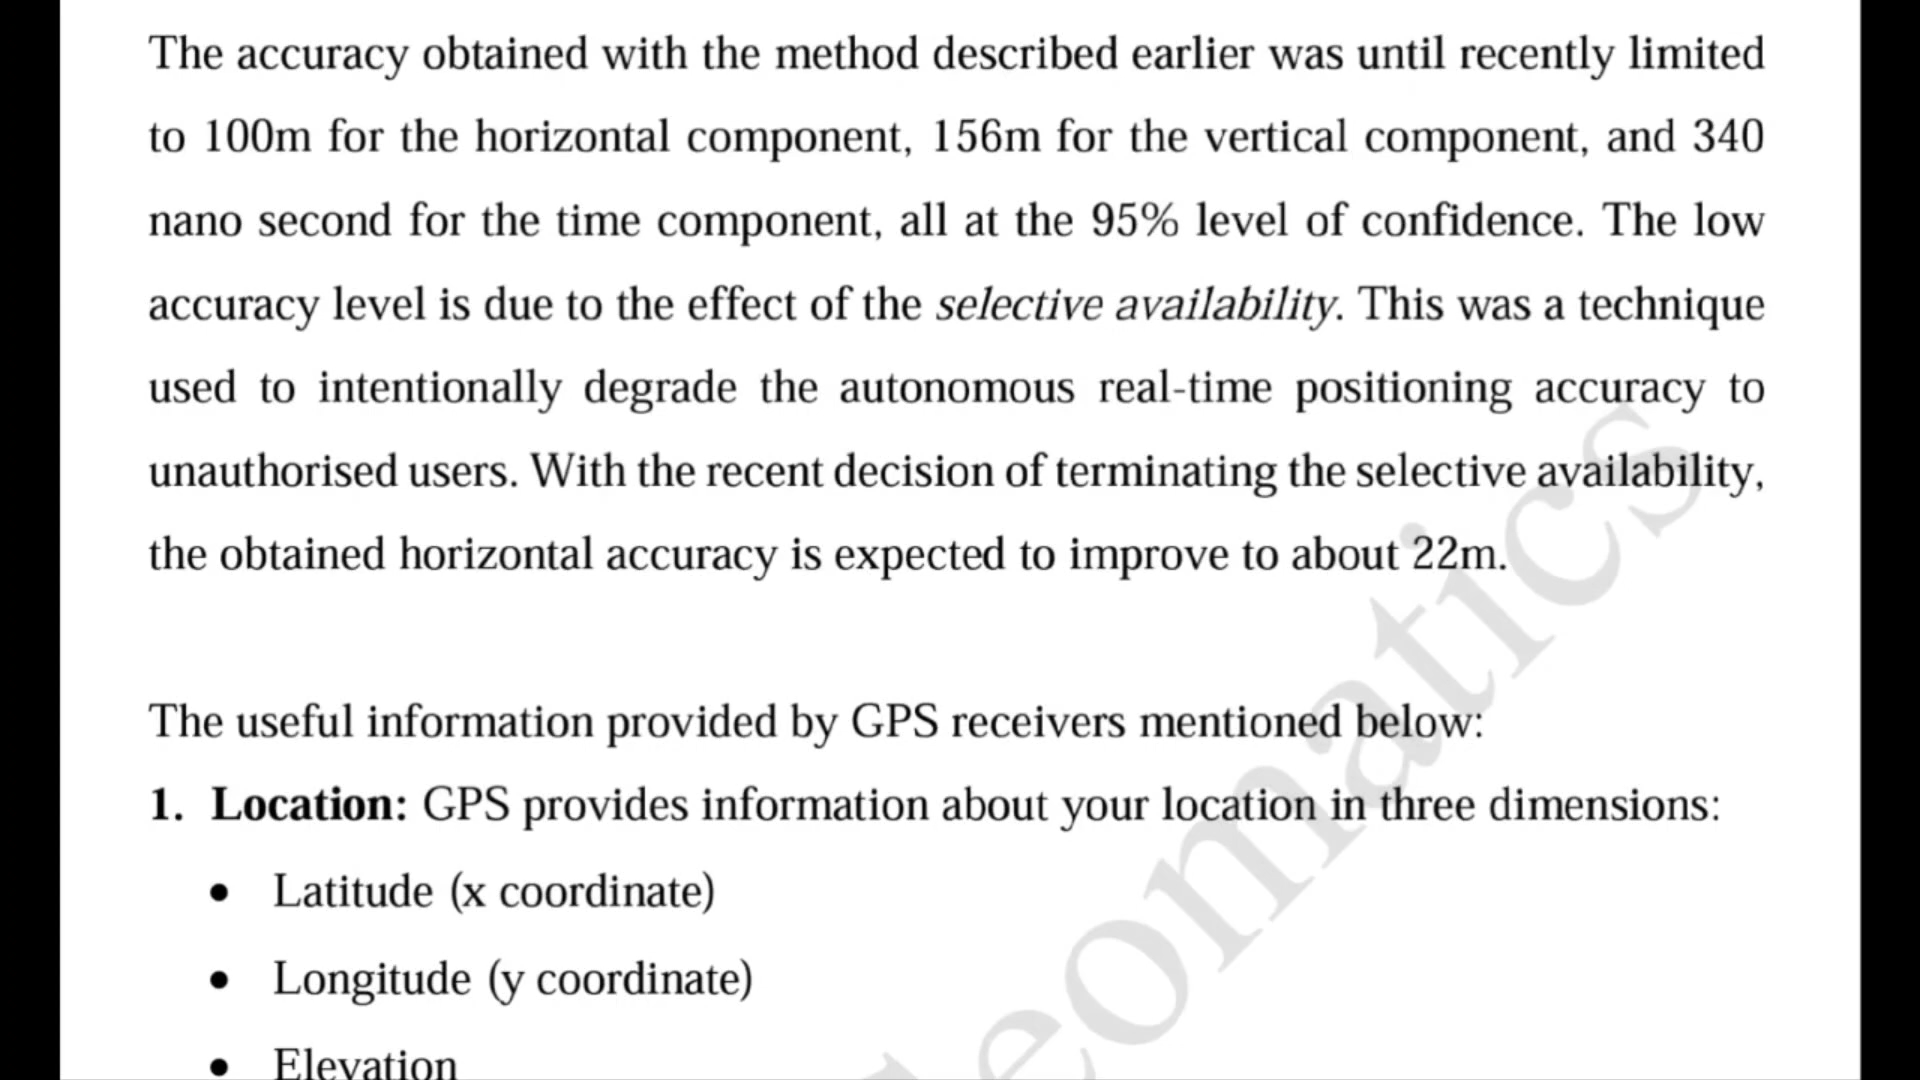 The accuracy obtained with the method described earlier was until recently limited
to 100m for the horizontal component, 156m for the vertical component, and 340
nano second for the time component, all at the 95% level of confidence. The low
accuracy level is due to the effect of the selective availability. This was a technique
used to intentionally degrade the autonomous real-time positioning accuracy to
unauthorised users. With the recent decision of terminating the selective availability,
the obtained horizontal accuracy is expected to improve to about 22m.
The useful information provided by GPS receivers mentioned below:
1. Location: GPS provides information about your location in three dimensions:
• Latitude (x coordinate)
• Longitude (y coordinate)
• Elevation